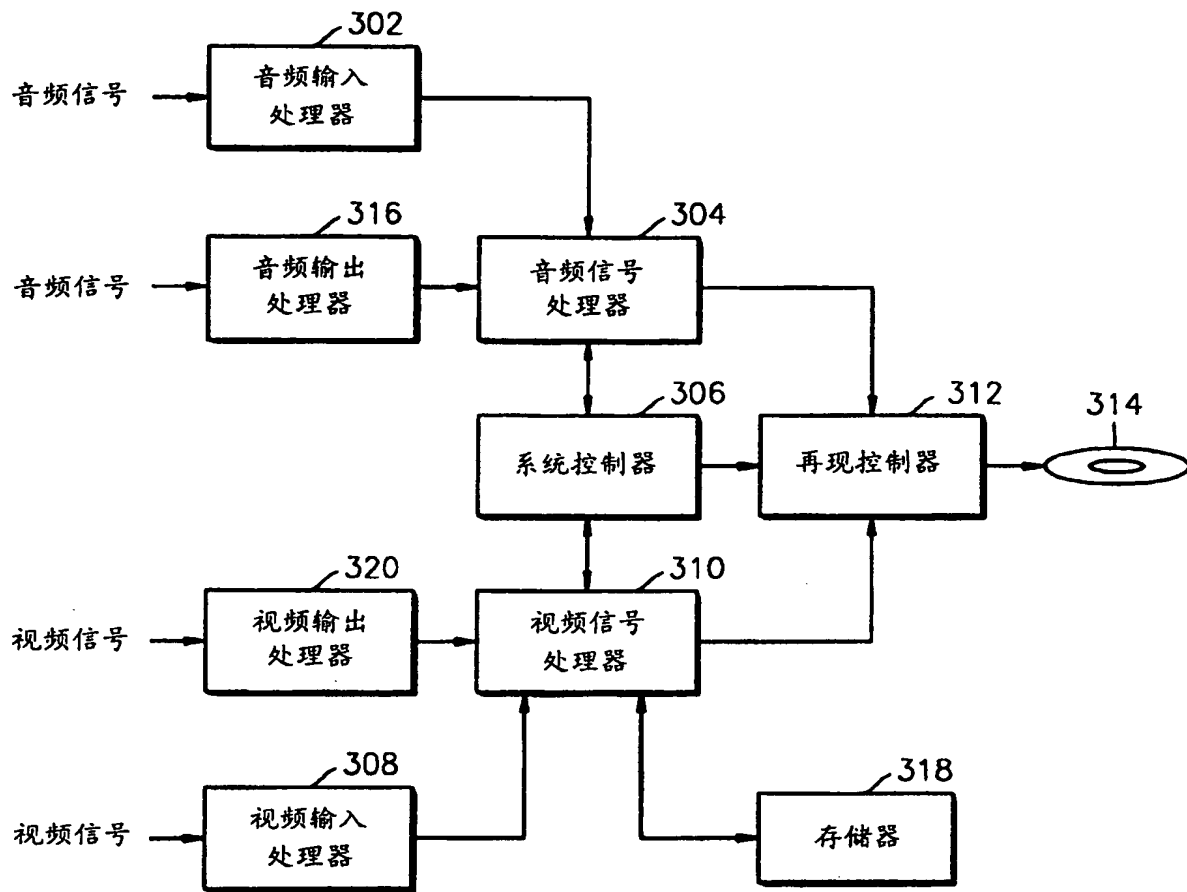 302
音频信号
音频输入
处理器
316
304
音频信号
音频输出
处理器
音频信号
处理器
306
312
314
系统控制器
再现控制器
320
310
视频信号
视频输出
处理器
视频信号
处理器
308
318
视频信号
视频输入
处理器
存储器